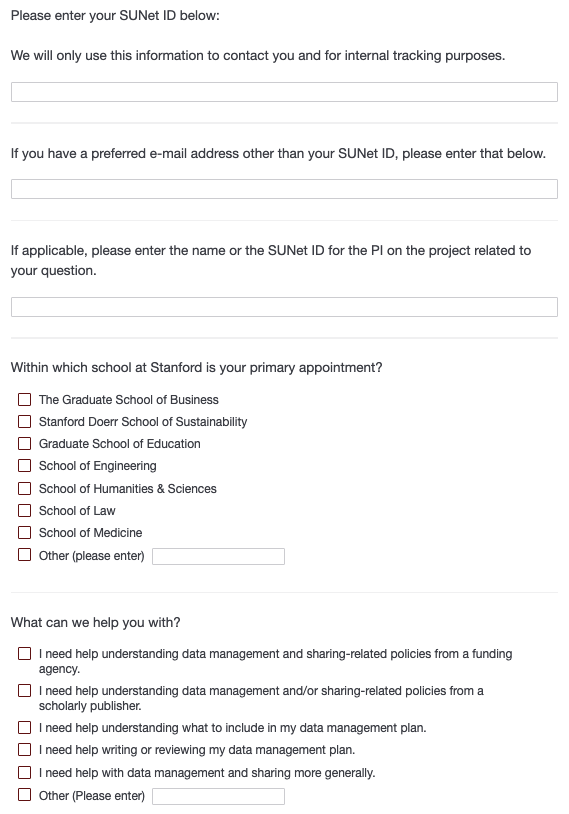 Please enter your SUNet ID below:
We will only use this information to contact you and for internal tracking purposes.
If you have a preferred e-mail address other than your SUNet ID, please enter that below.
If applicable, please enter the name or the SUNet ID for the PI on the project related to
your question.
Within which school at Stanford is your primary appointment?
The Graduate School of Business
Stanford Doerr School of Sustainability
Graduate School of Education
School of Engineering
School of Humanities & Sciences
School of Law
School of Medicine
Other (please enter)
What can we help you with?
I need help understanding data management and sharing-related policies from a funding
agency.
I need help understanding data management and/or sharing-related policies from a
scholarly publisher.
I need help understanding what to include in my data management plan.
I need help writing or reviewing my data management plan.
I need help with data management and sharing more generally.
Other (Please enter)